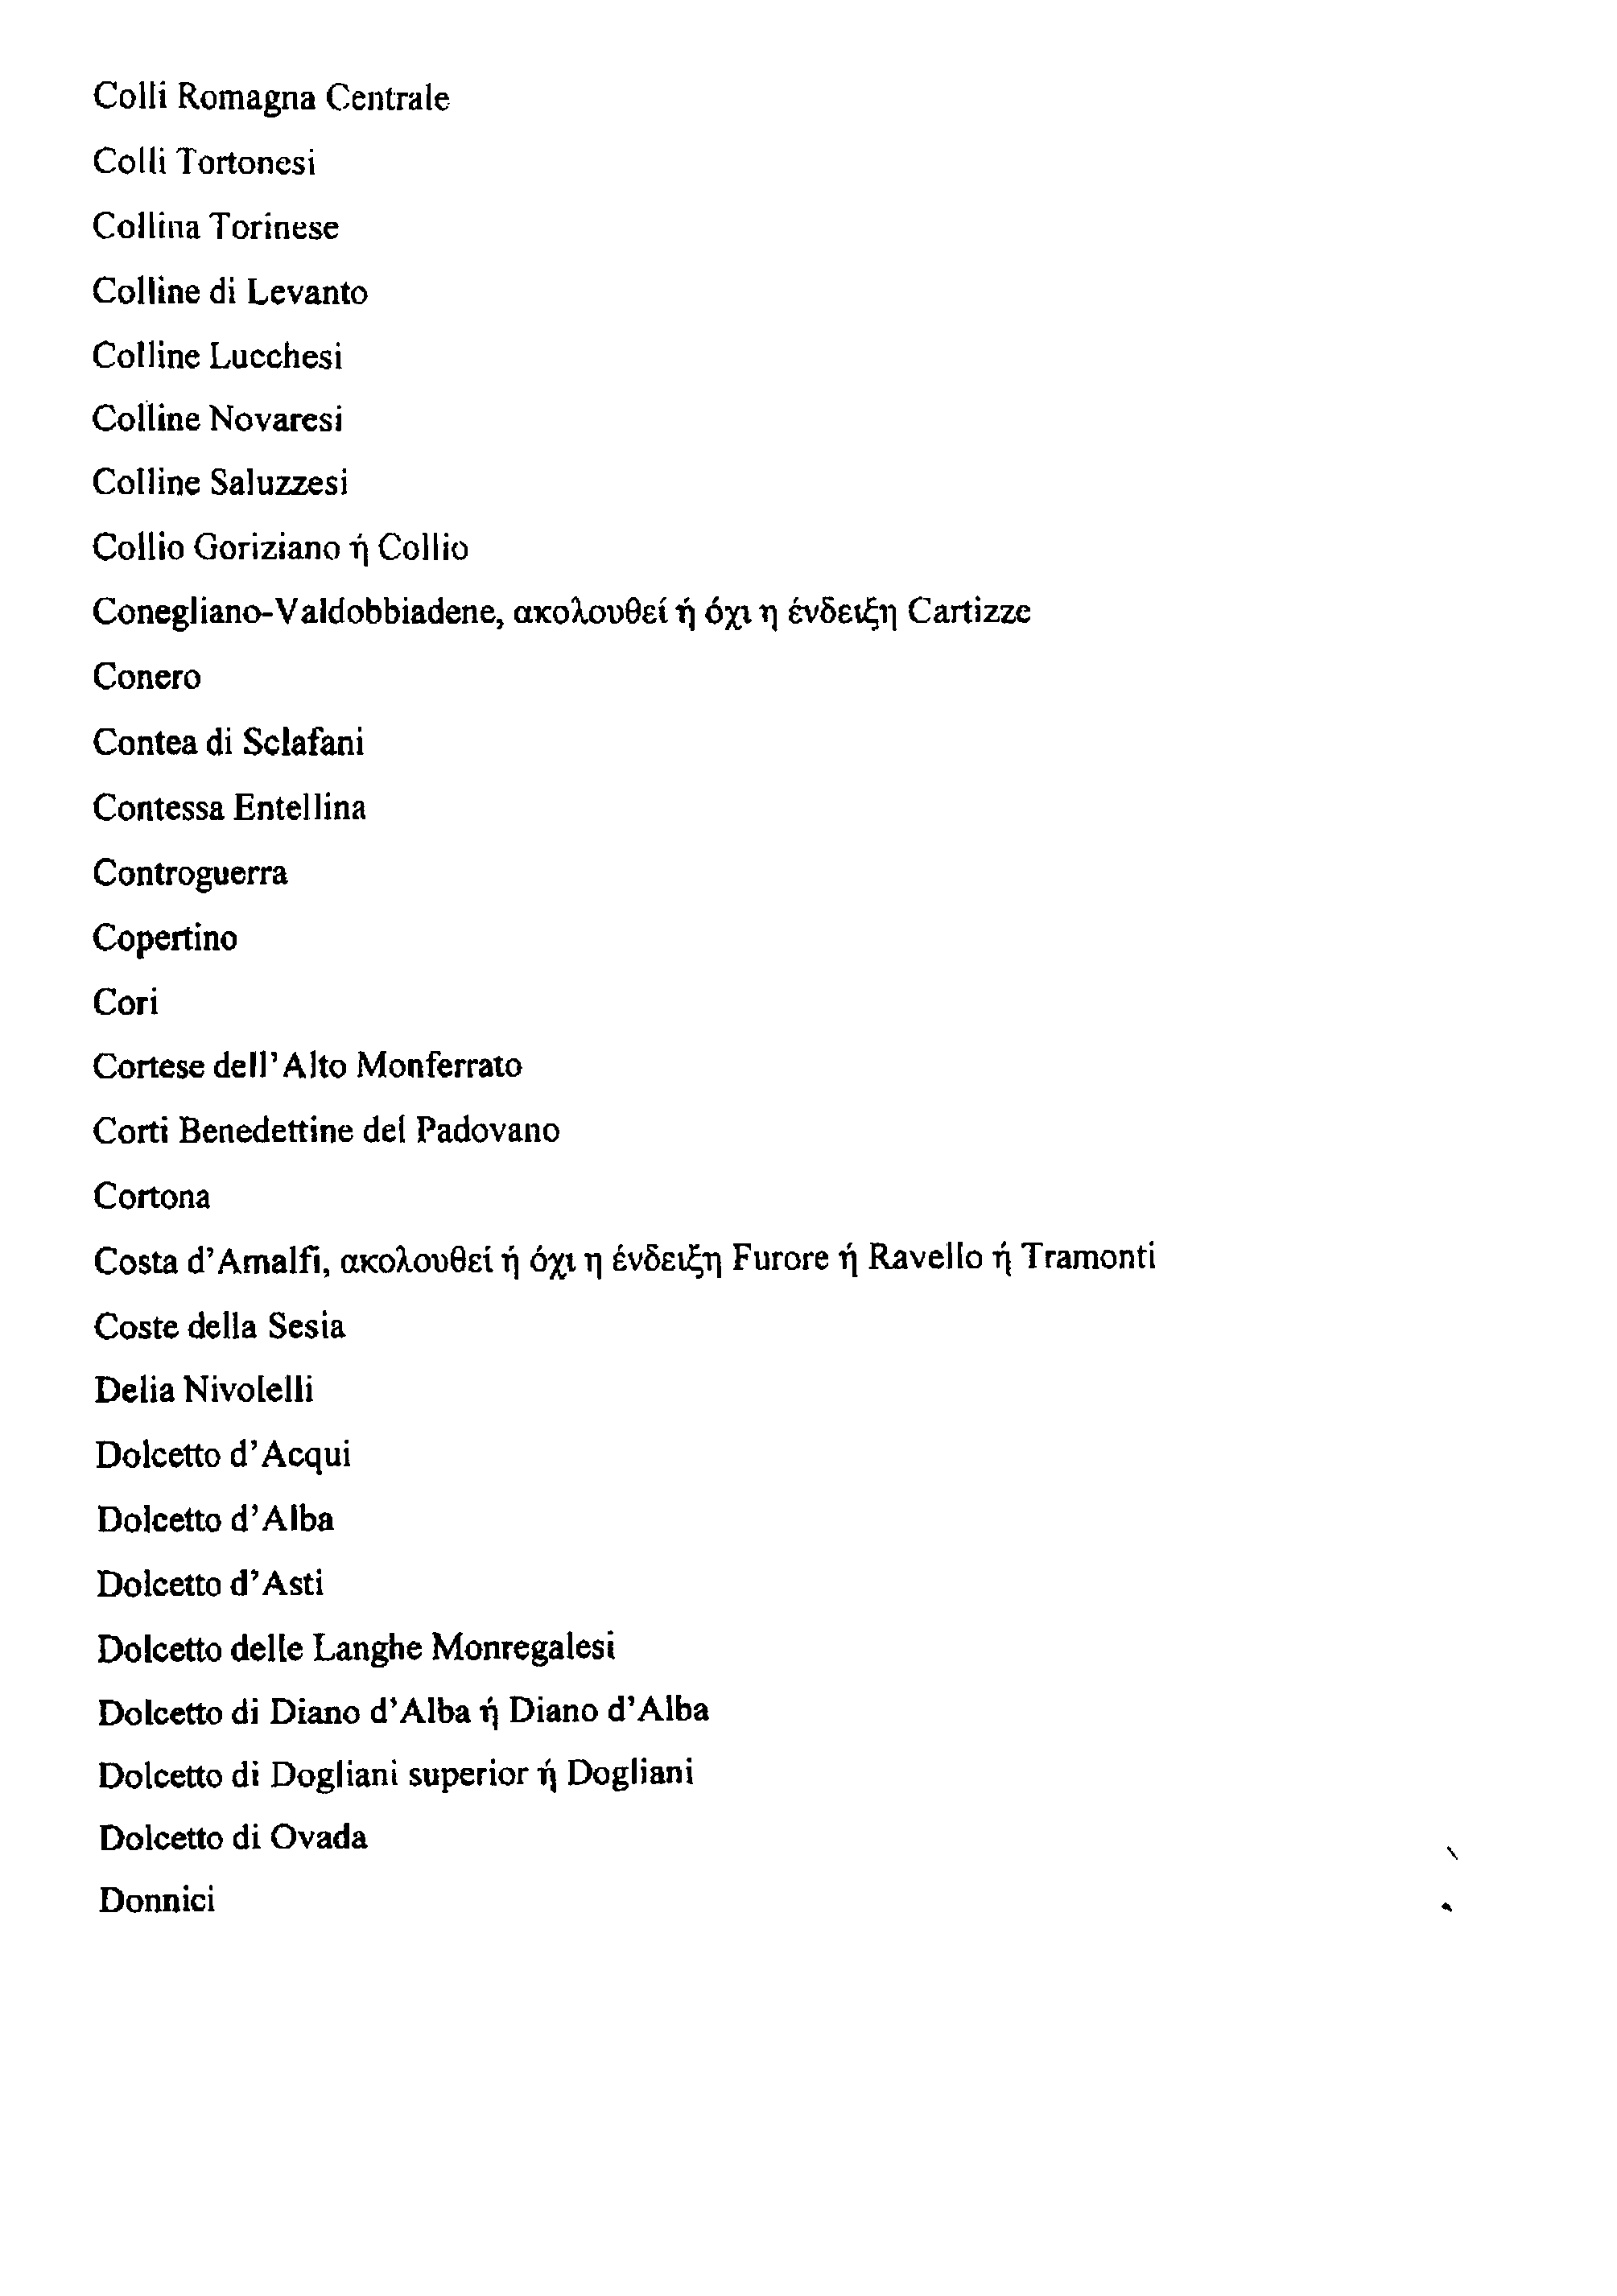 Colli Romagna Centrale
Colli Tortonesi
Collina Torinese
Colline di Levanto
Colline Lucchesi
Colline Novaresi
Colline Saluzzesi
Collio Goriziano ή Collio
Conegliano-Valdobbiadene, ακολουθεί ή όχι η ένδειξη Cartizze
Conero
Contea di Sclafani
Contessa Entellina
Controguerra
Copertino
Cori
Cortese dell'Alto Monferrato
Corti Benedettine del Padovano
Cortona
Costa d'Amalfi, ακολουθεί ή όχι η ένδειξη Furore ή Ravello ή Tramonti
Coste della Sesia
Delia Nivolelli
Dolcetto d'Acqui
Dolcetto d'Alba
Dolcetto d'Asti
Dolcetto delle Langhe Monregalesi
Dolcetto di Diano d'Alba ή Diano d'Alba
Dolcetto di Dogliani superior ή Dogliani
Dolcetto di Ovada
Donnici